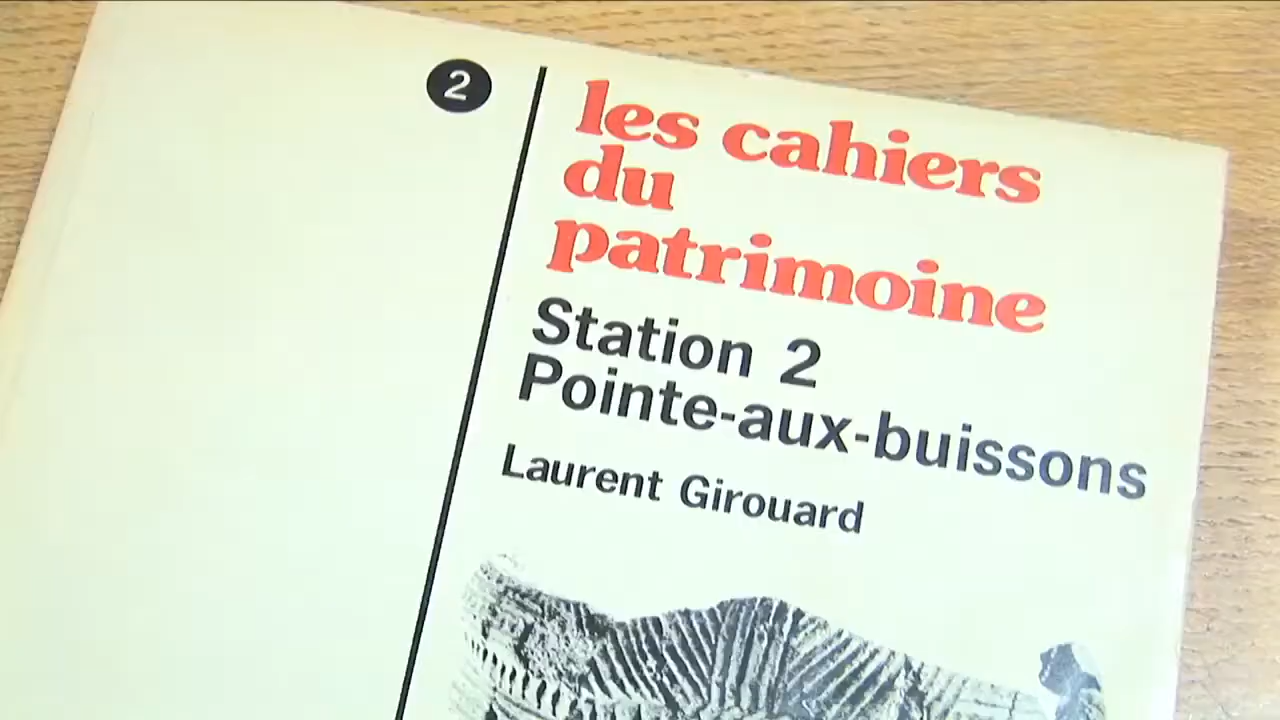 2
les cahiers
du
patrimoine
Station 2
Pointe-aux-buissons
Laurent Girouard